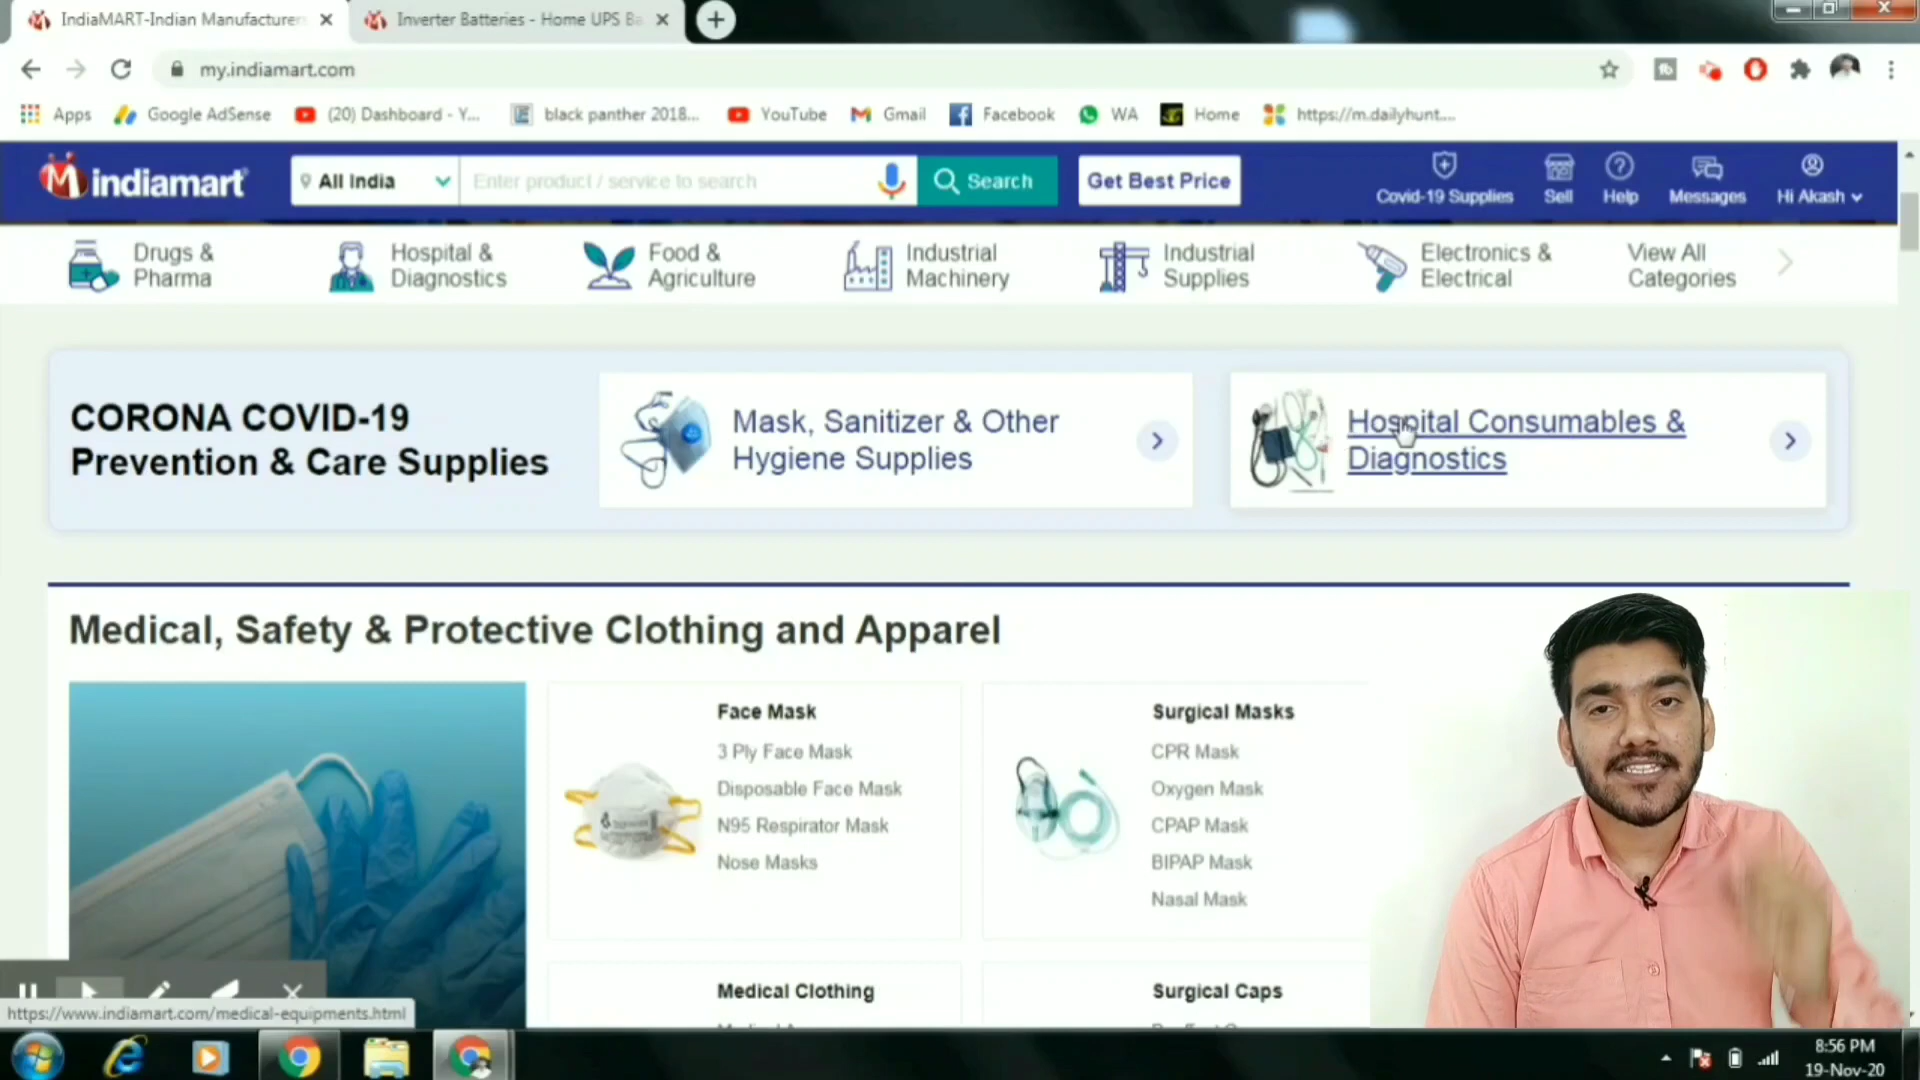 IndiaMART-Indian Manufacturers
Inverter Batteries - Home UPS Ba
my.indiamart.com
Apps
Google AdSense
(20) Dashboard - Y...
black panther 2018...
YouTube
Gmail
Facebook
WA
Home
https://m.dailyhunt....
indiamart
All India
Enter product / service to search
Search
Get Best Price
Covid-19 Supplies
Sell
Help
Messages
Hi Akash
Drugs &
Pharma
Hospital &
Diagnostics
Food &
Agriculture
Industrial
Machinery
Industrial
Supplies
Electronics &
Electrical
View All
Categories
CORONA COVID-19
Prevention & Care Supplies
Mask, Sanitizer & Other
Hygiene Supplies
Hospital Consumables &
Diagnostics
Medical, Safety & Protective Clothing and Apparel
Face Mask
3 Ply Face Mask
Disposable Face Mask
N95 Respirator Mask
Nose Masks
Surgical Masks
CPR Mask
Oxygen Mask
CPAP Mask
BIPAP Mask
Nasal Mask
Medical Clothing
Surgical Caps
https://www.indiamart.com/medical-equipments.html
8:56 PM
19-Nov-20